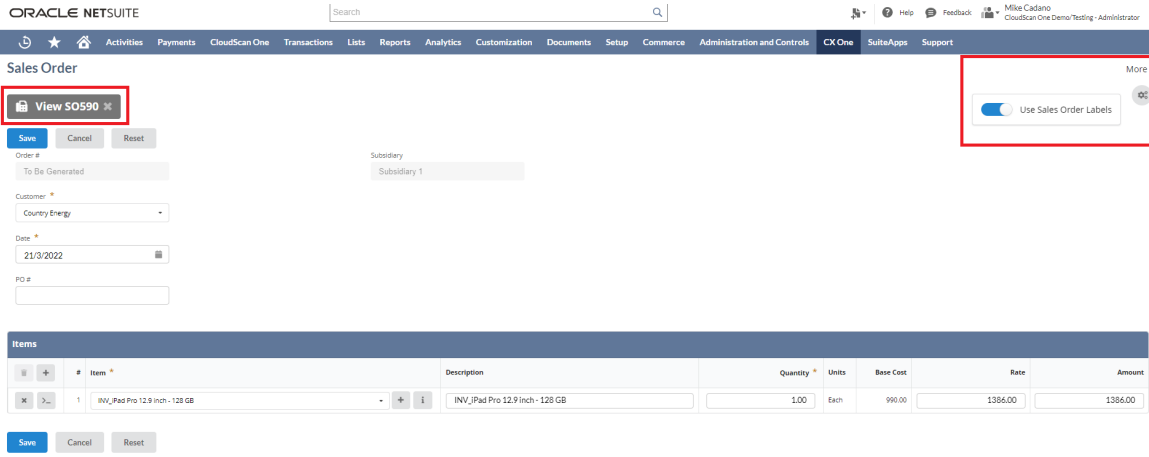 ORACLE NETSUITE
Search
Help
Feedback
Mike Cadano
CloudScan One Demo/Testing - Administrator
Activities Payments CloudScan One Transactions Lists Reports Analytics Customization Documents Setup Commerce Administration and Controls CX One SuiteApps Support
Sales Order
More
View SO590
Use Sales Order Labels
Save Cancel Reset
Order # Subsidiary
To Be Generated Subsidiary 1
Customer *
Country Energy
Date *
21/3/2022
PO #
Items
# Item * Description Quantity * Units Base Cost Rate Amount
1 INV_iPad Pro 12.9 inch - 128 GB INV_iPad Pro 12.9 inch - 128 GB 1.00 Each 990.00 1386.00 1386.00
Save Cancel Reset